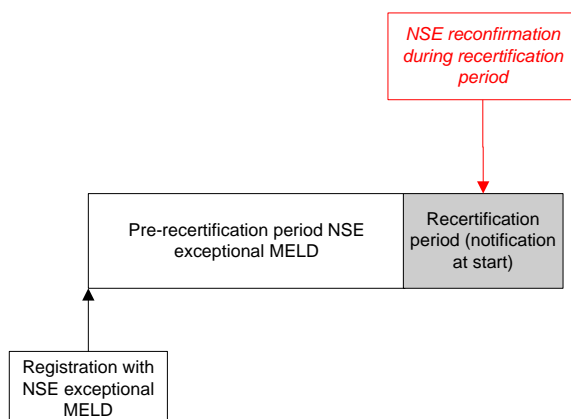 NSE reconfirmation
during recertification
period
Pre-recertification period NSE
exceptional MELD
Recertification
period (notification
at start)
Registration with
NSE exceptional
MELD